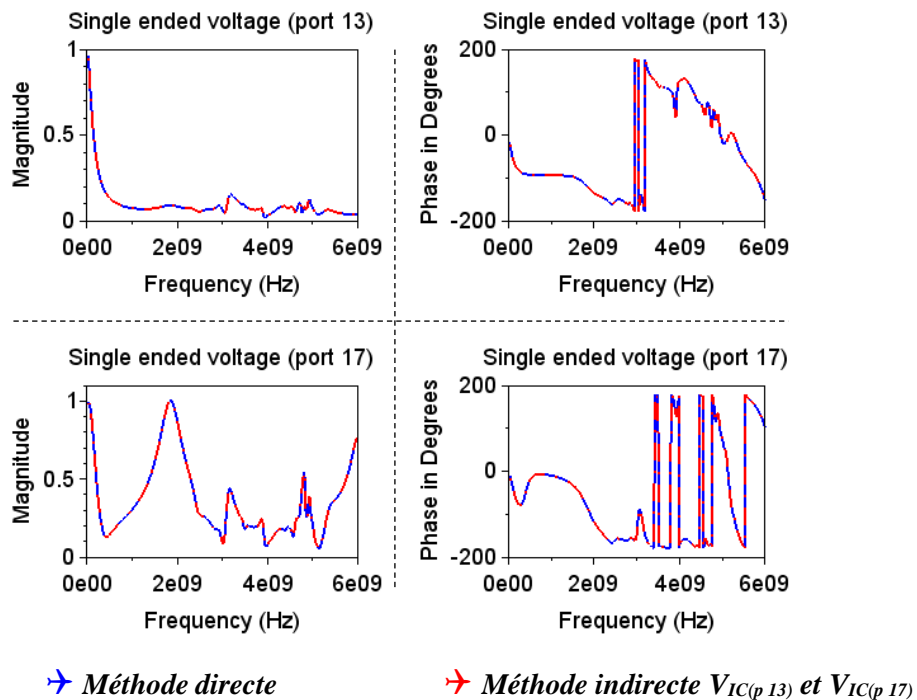 Single ended voltage (port 13)
Magnitude
1
0.5
0
0e00 2e09 4e09 6e09
Frequency (Hz)
Single ended voltage (port 13)
Phase in Degrees
200
0
-200
0e00 2e09 4e09 6e09
Frequency (Hz)
Single ended voltage (port 17)
Magnitude
1
0.5
0
0e00 2e09 4e09 6e09
Frequency (Hz)
Single ended voltage (port 17)
Phase in Degrees
200
0
-200
0e00 2e09 4e09 6e09
Frequency (Hz)
Méthode directe
Méthode indirecte VIC(p 13) et VIC(p 17)